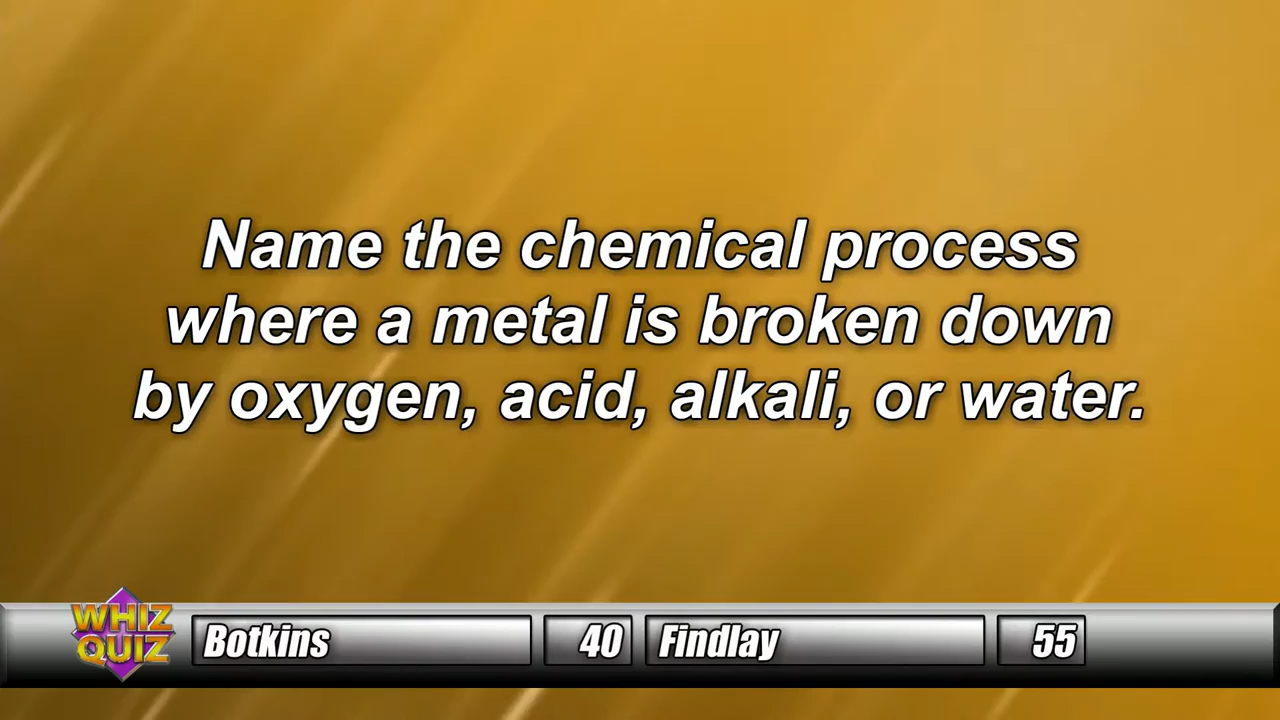 Name the chemical process
where a metal is broken down
by oxygen, acid, alkali, or water.
WHIZ
QUIZ
Botkins 40 Findlay 55